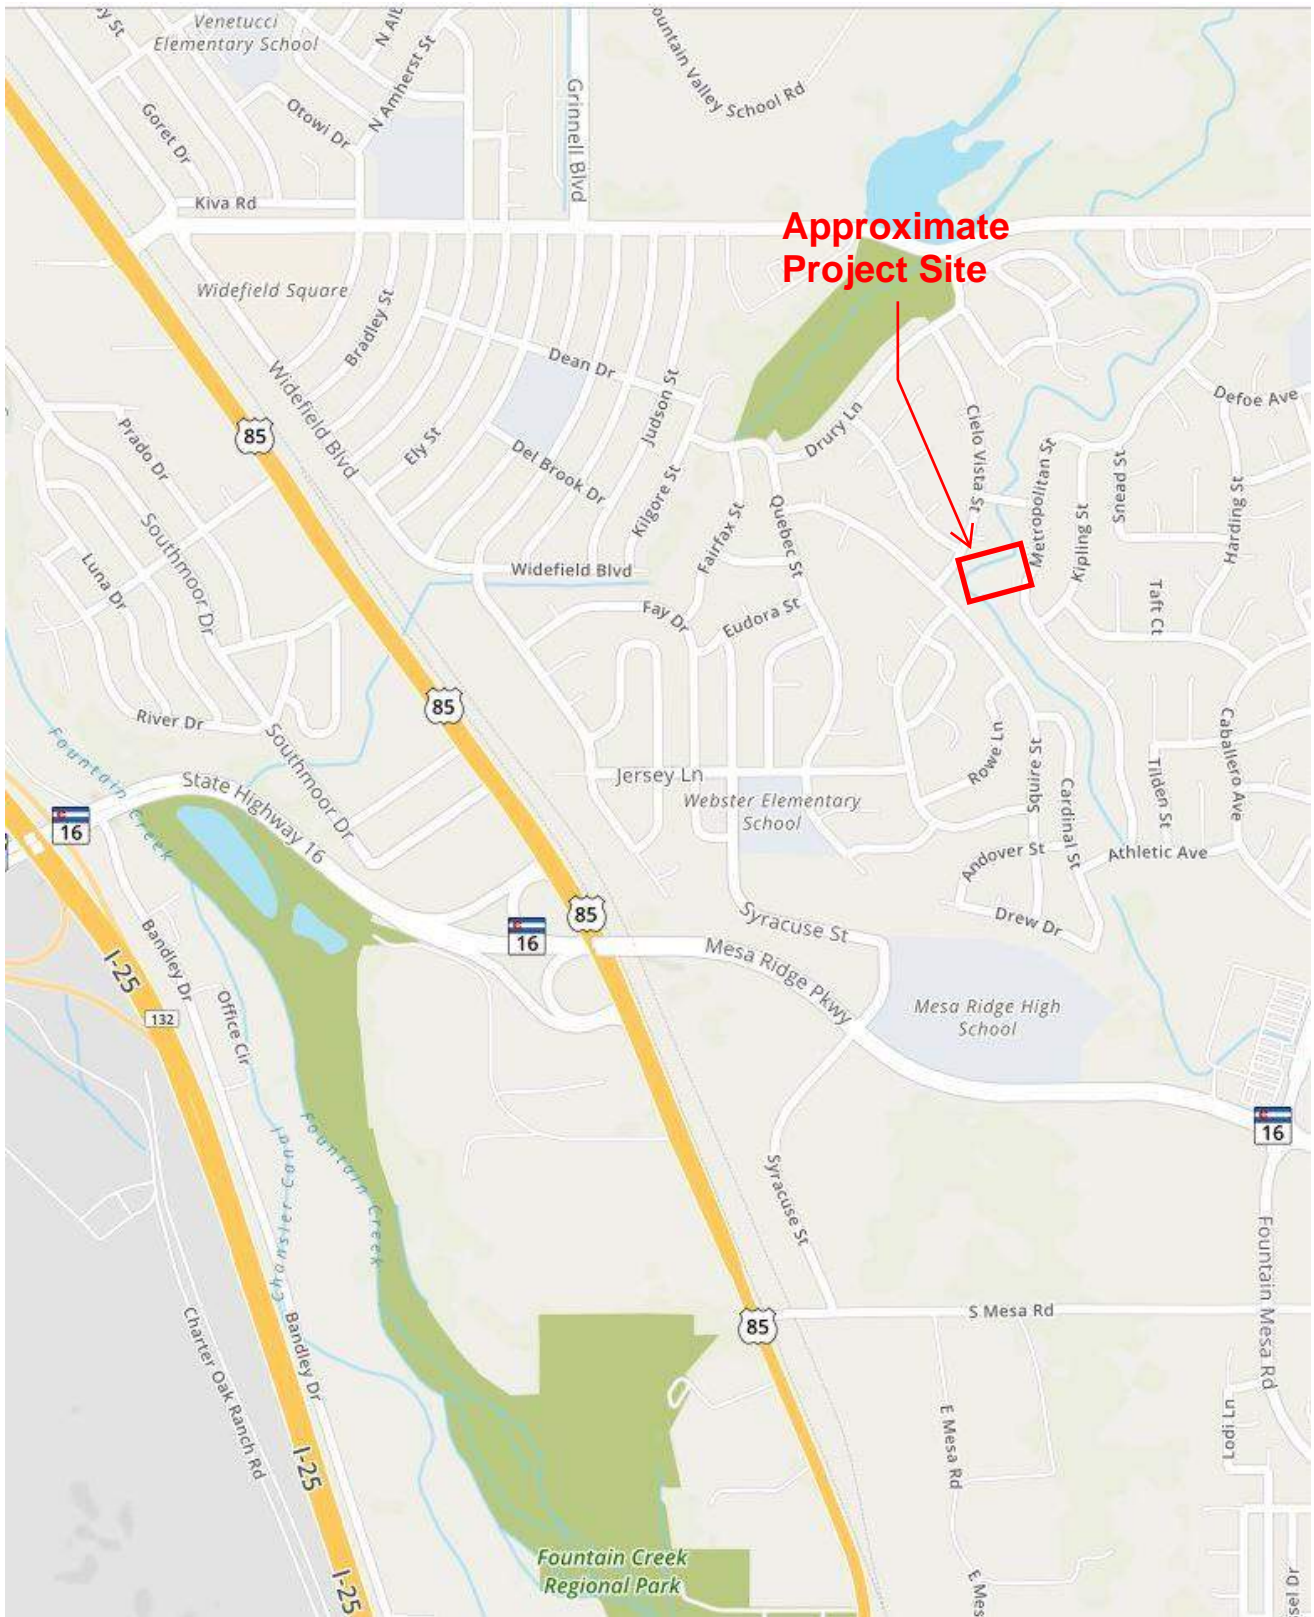 Venetucci
Elementary School
N Amherst St
Otowi Dr
Goret Dr
Kiva Rd
Grinnell Blvd
Fountain Valley School Rd
Approximate
Project Site
Widefield Square
Bradley St
Dean Dr
Judson St
Widefield Blvd
85
Ely St
Del Brook Dr
Kilgore St
Drury Ln
Cielo Vista St
Defoe Ave
Metropolitan St
Snead St
Harding St
Kipling St
Prado Dr
Southmoor Dr
Luna Dr
Widefield Blvd
Fairfax St
Quebec St
Fay Dr
Eudora St
Taft Ct
River Dr
85
Southmoor Dr
Fountain Creek
State Highway 16
16
Jersey Ln
Webster Elementary
School
Rowe Ln
Squire St
Cardinal St
Tilden St
Caballero Ave
Andover St
Athletic Ave
Drew Dr
85
16
Syracuse St
Mesa Ridge Pkwy
Mesa Ridge High
School
Bandley Dr
I-25
132
Office Cir
Fountain Creek
Chansler Canal
16
Syracuse St
Fountain Mesa Rd
S Mesa Rd
85
Charter Oak Ranch Rd
Bandley Dr
I-25
E Mesa Rd
Lodi Ln
Fountain Creek
Regional Park
I-25
E Mes
sel Dr